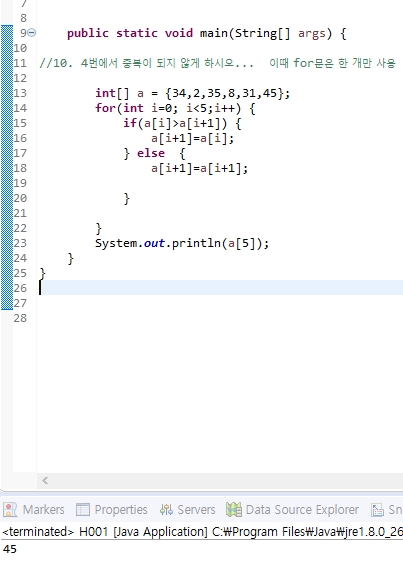 7
8
9 public static void main(String[] args) {
10
11 //10. 4번에서 중복이 되지 않게 하시오... 이때 for문은 한 개만 사용
12
13 int[] a = {34,2,35,8,31,45};
14 for(int i=0; i<5;i++) {
15 if(a[i]>a[i+1]) {
16 a[i+1]=a[i];
17 } else {
18 a[i+1]=a[i+1];
19
20 }
21
22 }
23 System.out.println(a[5]);
24 }
25 }
26
27
28
Markers Properties Servers Data Source Explorer Sn
<terminated> H001 [Java Application] C:₩Program Files₩Java₩jre1.8.0_26
45